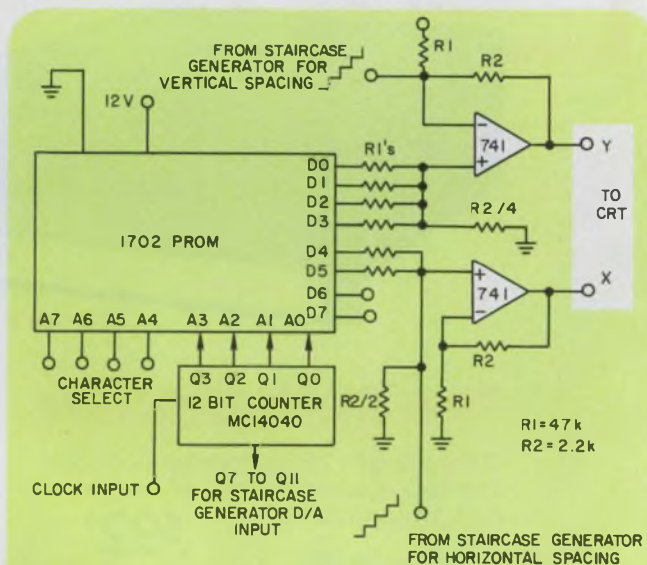 FROM STAIRCASE
GENERATOR FOR
VERTICAL SPACING
R1
R2
12V
741
Y
R1's
D0
D1
D2
D3
D4
D5
D6
D7
TO
CRT
R2/4
1702 PROM
741
X
A7 A6 A5 A4 A3 A2 A1 A0
CHARACTER
SELECT
Q3 Q2 Q1 Q0
12 BIT COUNTER
MC14040
R2/2
R2
R1
R1=47k
R2=2.2k
CLOCK INPUT
Q7 TO Q11
FOR STAIRCASE
GENERATOR D/A
INPUT
FROM STAIRCASE GENERATOR
FOR HORIZONTAL SPACING